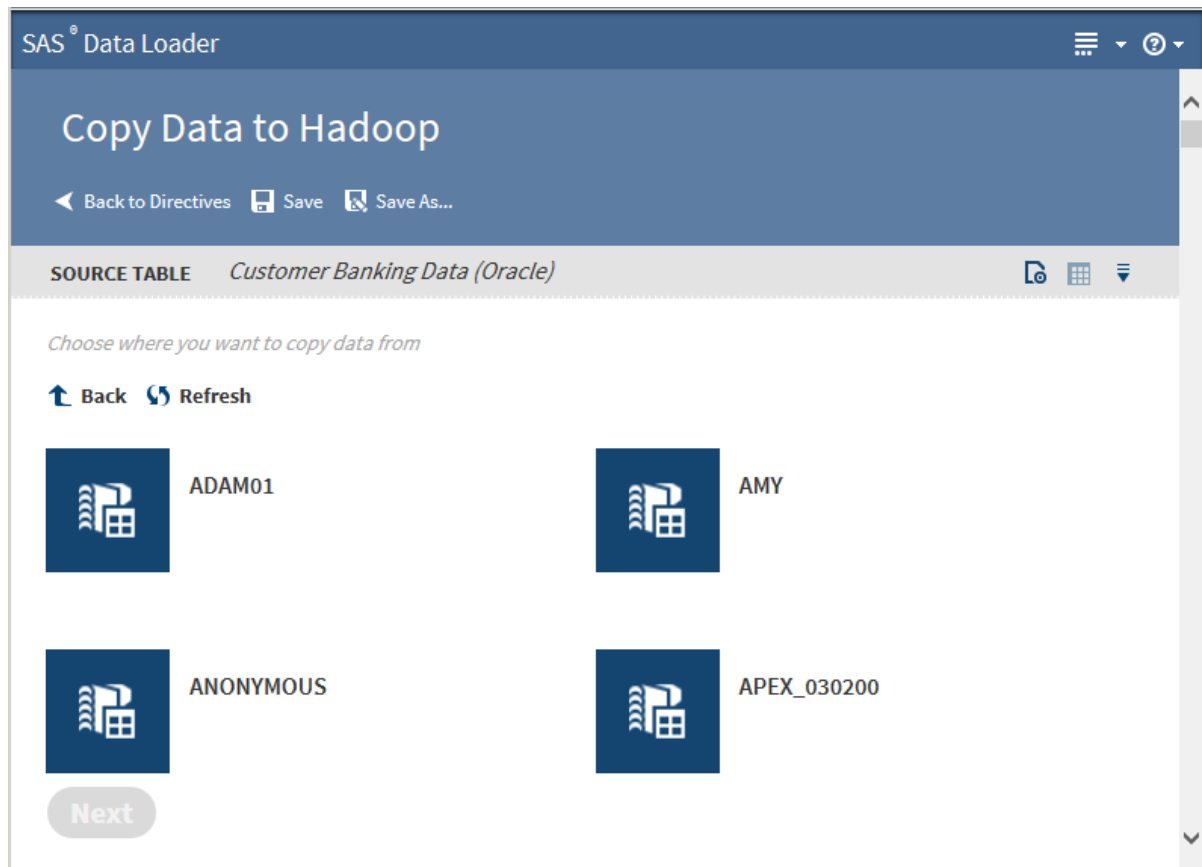 SAS® Data Loader
Copy Data to Hadoop
Back to Directives Save Save As...
SOURCE TABLE Customer Banking Data (Oracle)
Choose where you want to copy data from
Back Refresh
ADAM01 AMY
ANONYMOUS APEX_030200
Next